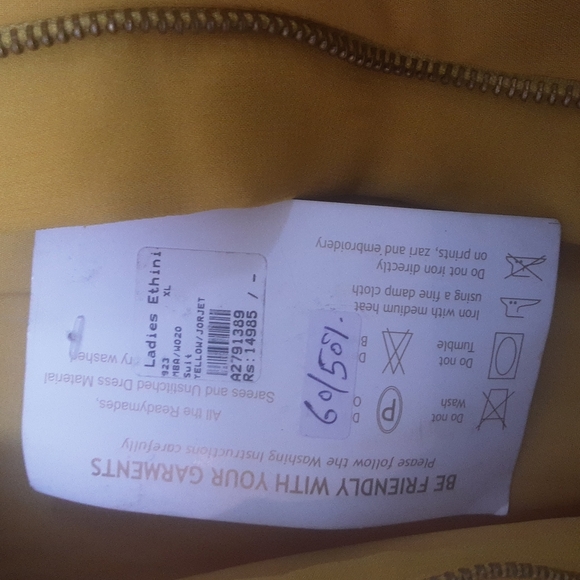 BE FRIENDLY WITH YOUR GARMENTS
Please follow the Washing Instructions carefully
All the Readymades,
Sarees and Unstitched Dress Material
ry washed
Do not
Wash
P
D
O
Do not
Tumble
D
B
Iron with medium heat
using a fine damp cloth
Do not Iron directly
on prints, zari and embroidery
Ladies Ethini
923 XL
MBA/W020
Suit
YELLOW/JORJET
A2791389
Rs:14985 /-
60/50%.